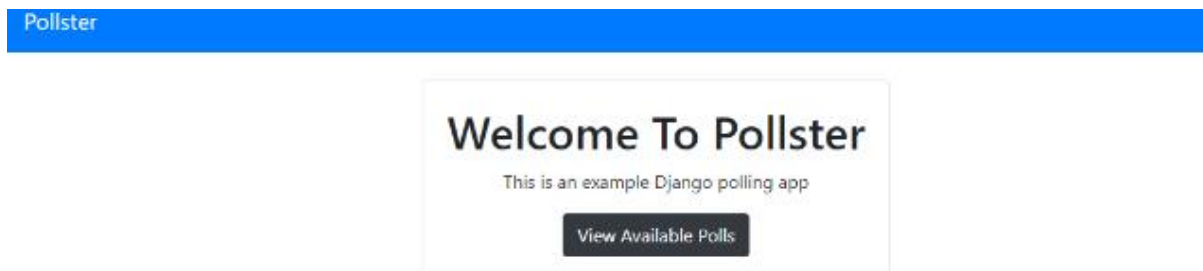 Pollster
Welcome To Pollster
This is an example Django polling app
View Available Polls